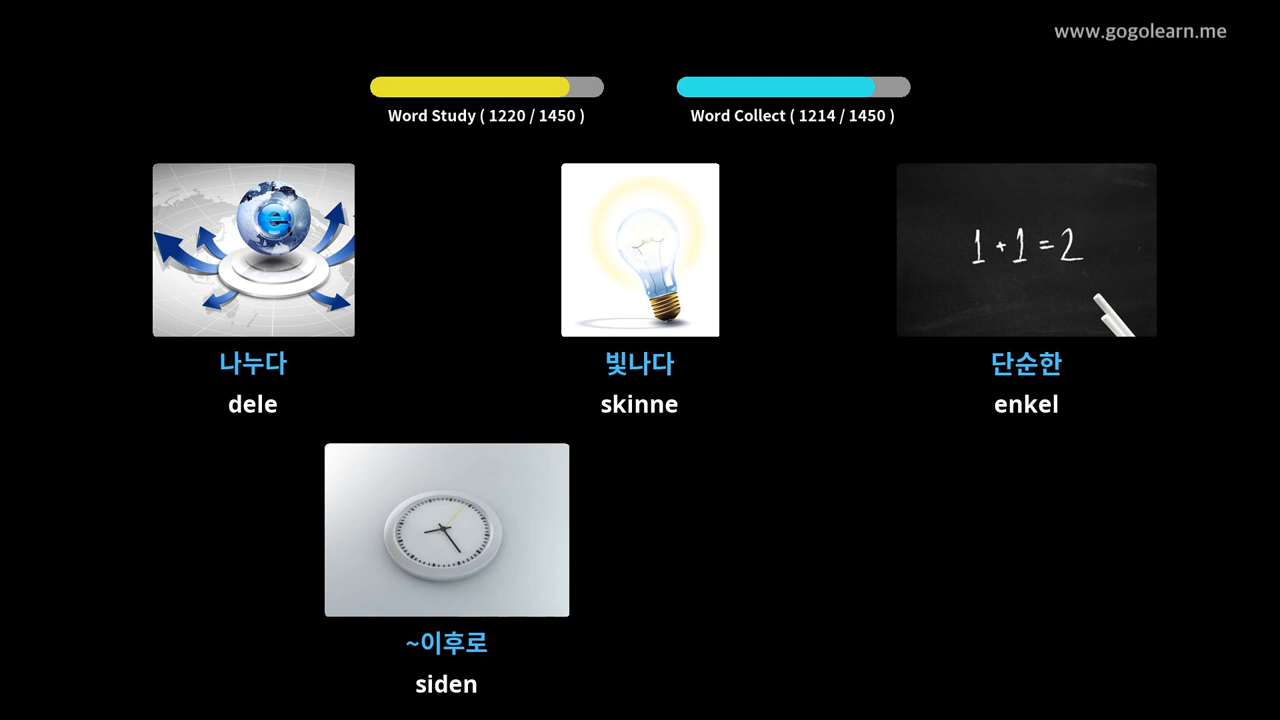 www.gogolearn.me
Word Study ( 1220 / 1450 )
Word Collect ( 1214 / 1450 )
e
1 + 1 = 2
나누다
빛나다
단순한
dele
skinne
enkel
~이후로
siden